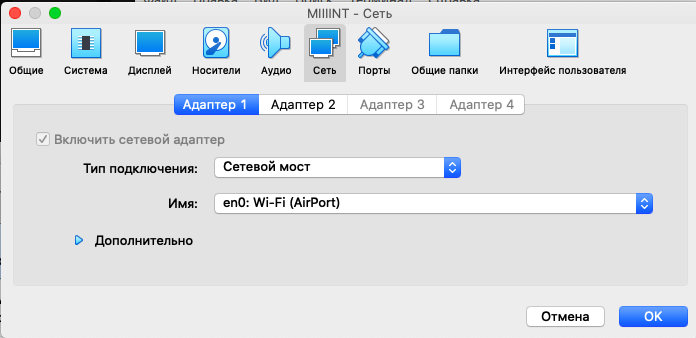 MIIIINT - Сеть
Общие Система Дисплей Носители Аудио Сеть Порты Общие папки Интерфейс пользователя
Адаптер 1 Адаптер 2 Адаптер 3 Адаптер 4
Включить сетевой адаптер
Тип подключения: Сетевой мост
Имя: en0: Wi-Fi (AirPort)
Дополнительно
Отмена OK